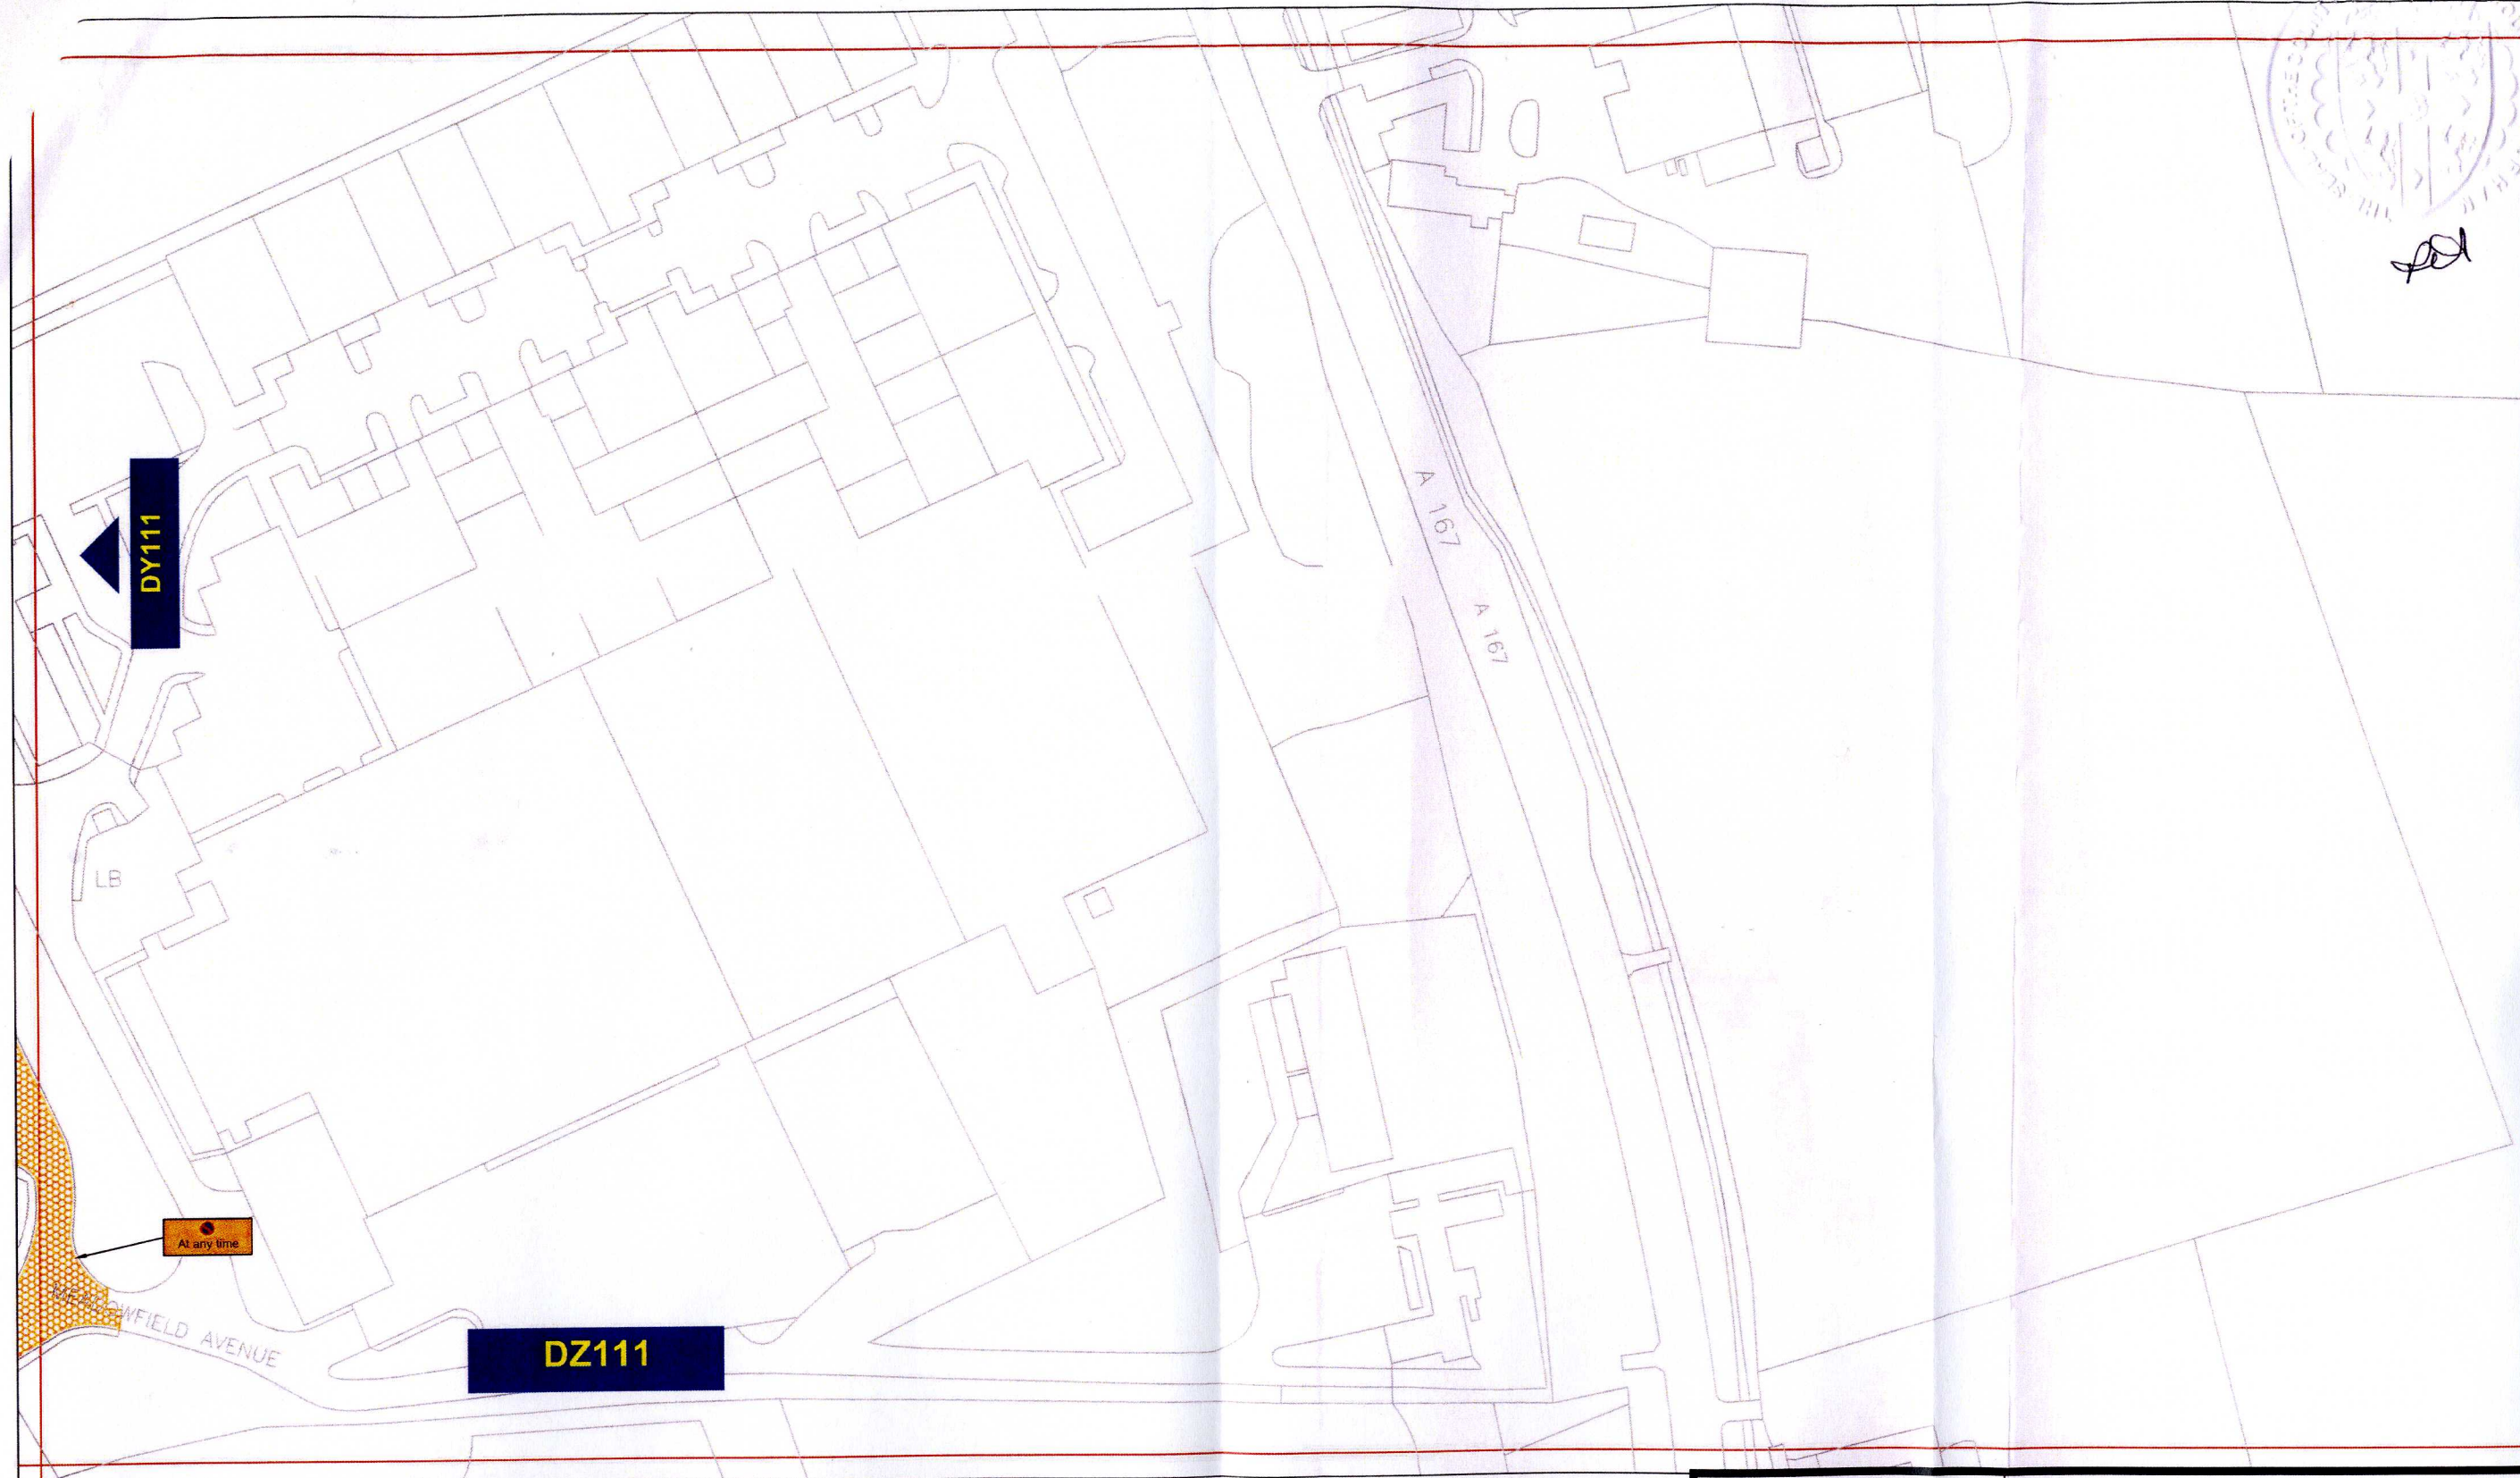 A 167
DY111
A 167
LB
At any time
MEADOWFIELD AVENUE
DZ111